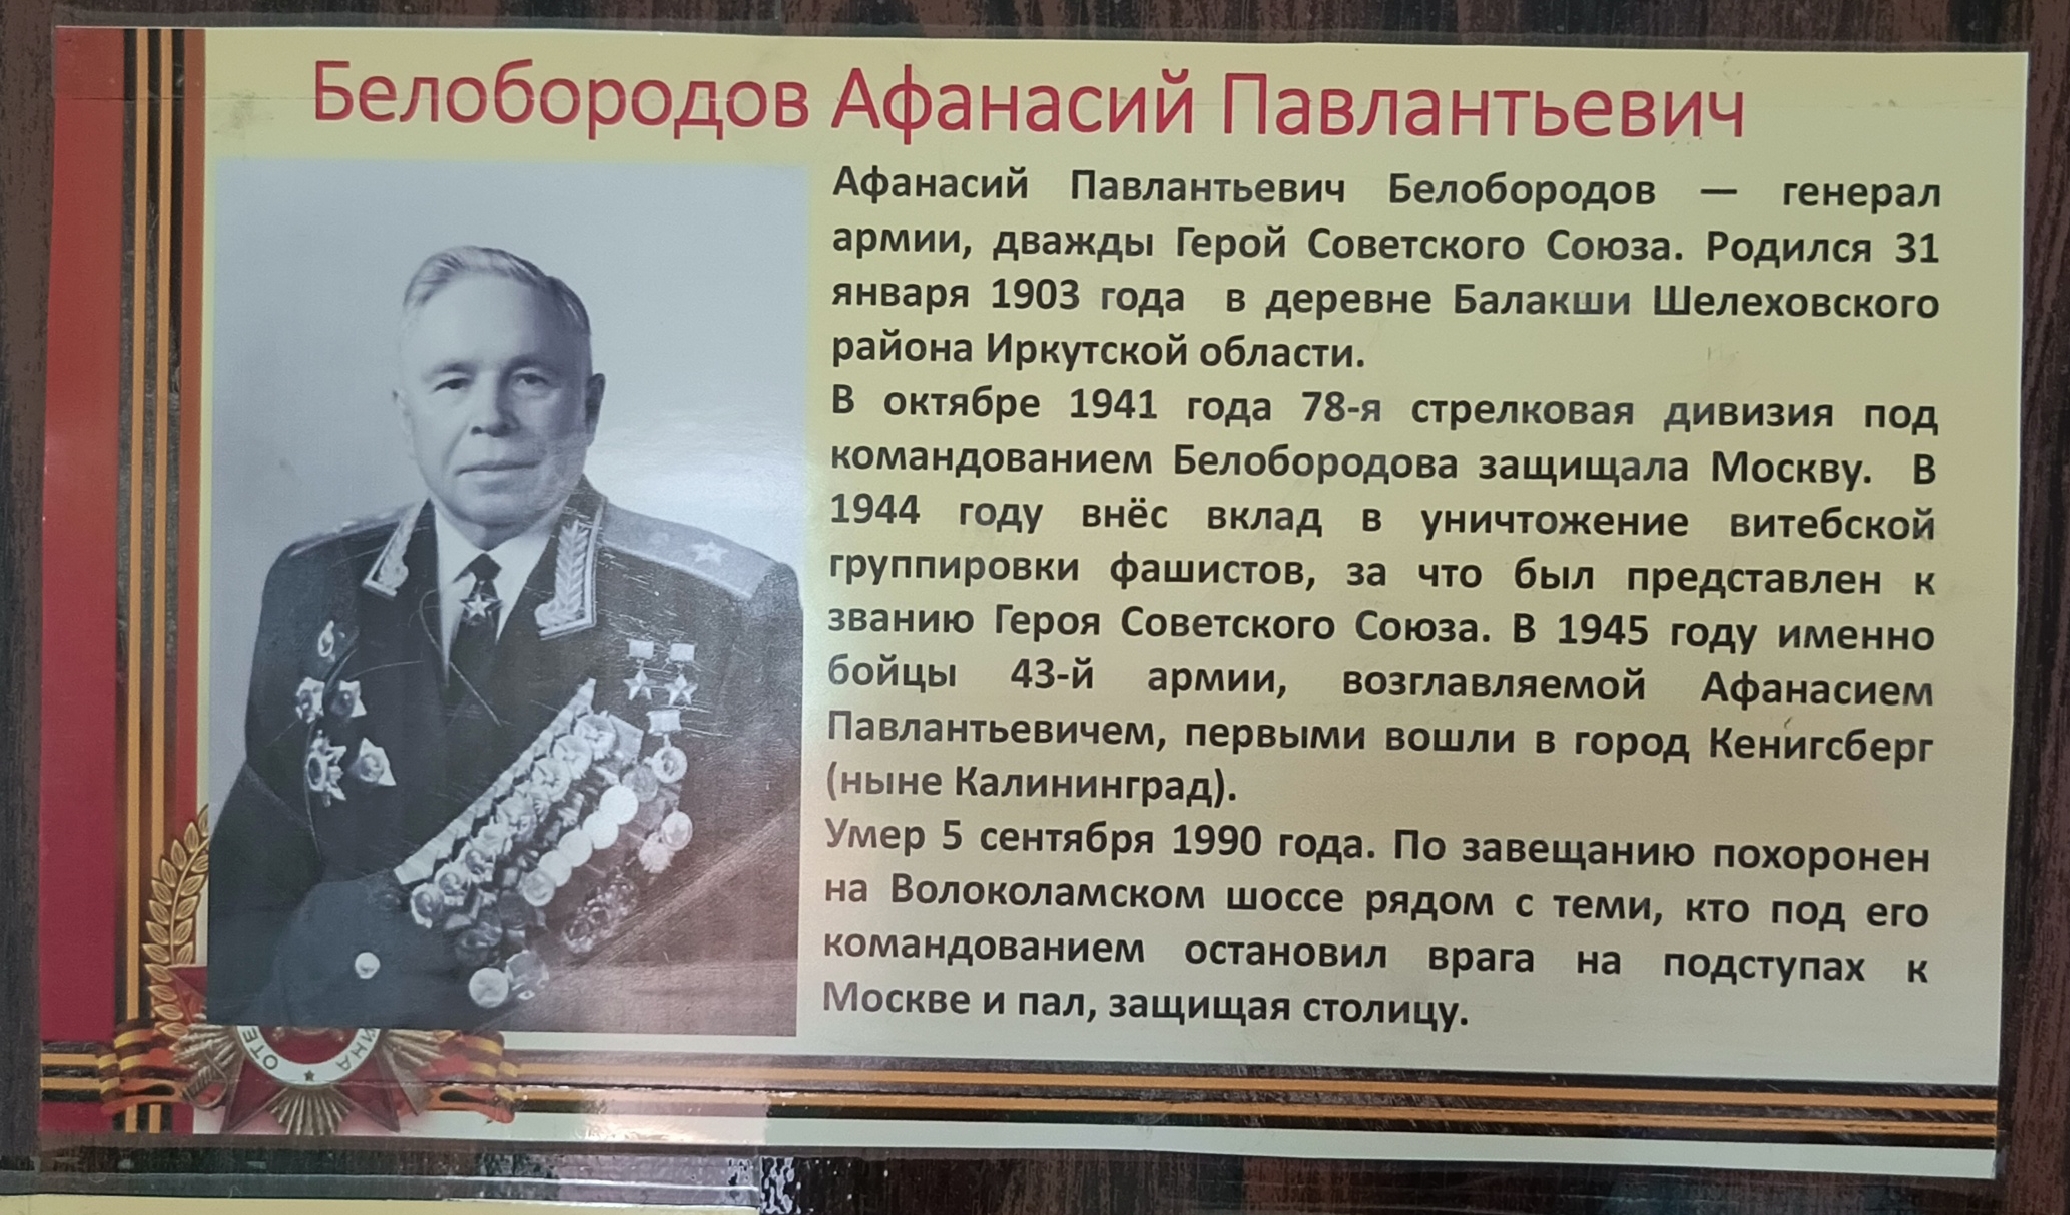 Белобородов Афанасий Павлантьевич
Афанасий Павлантьевич Белобородов — генерал
армии, дважды Герой Советского Союза. Родился 31
января 1903 года в деревне Балакши Шелеховского
района Иркутской области.
В октябре 1941 года 78-я стрелковая дивизия под
командованием Белобородова защищала Москву. В
1944 году внёс вклад в уничтожение витебской
группировки фашистов, за что был представлен к
званию Героя Советского Союза. В 1945 году именно
бойцы 43-й армии, возглавляемой Афанасием
Павлантьевичем, первыми вошли в город Кенигсберг
(ныне Калининград).
Умер 5 сентября 1990 года. По завещанию похоронен
на Волоколамском шоссе рядом с теми, кто под его
командованием остановил врага на подступах к
Москве и пал, защищая столицу.